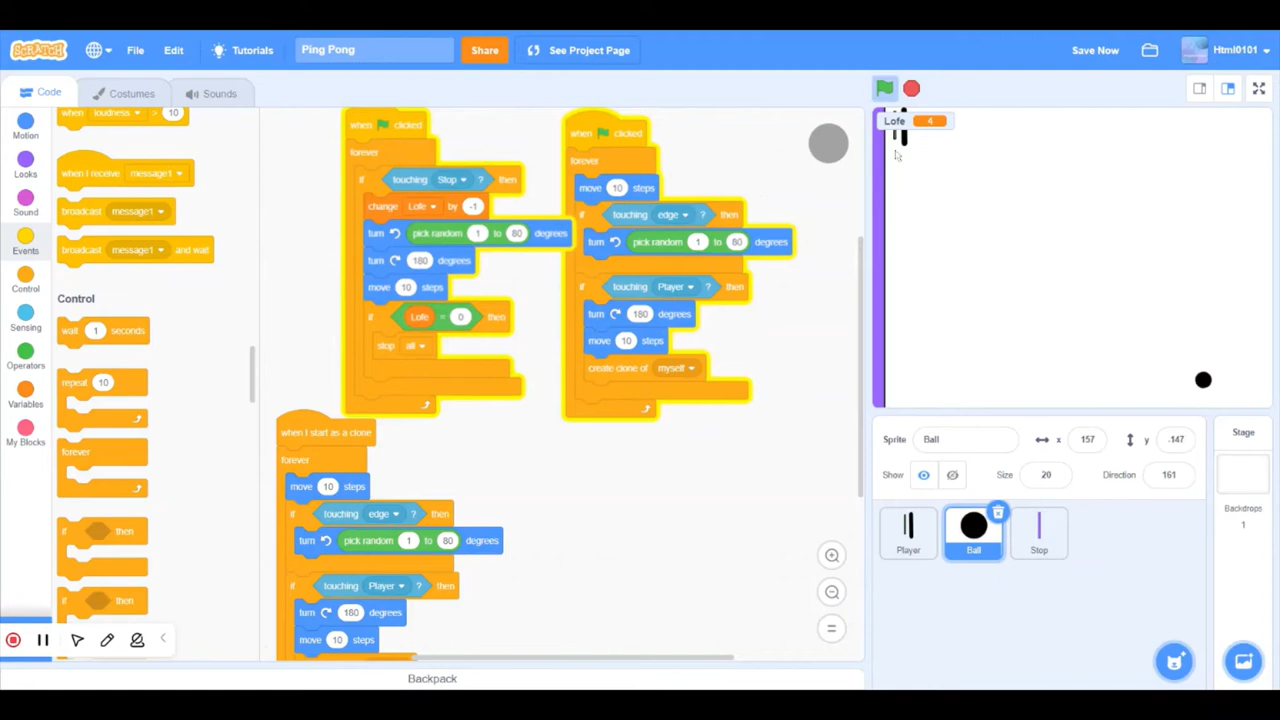 SCRATCH File Edit Tutorials Ping Pong Share See Project Page Save Now Html0101
Code Costumes Sounds
Motion
Looks
Sound
Events
Control
Sensing
Operators
Variables
My Blocks
when loudness > 10
when I receive message1
broadcast message1
broadcast message1 and wait
Control
wait 1 seconds
repeat 10
forever
if then
if then
when clicked
forever
if touching Stop ? then
change Lofe by -1
turn pick random 1 to 80 degrees
turn 180 degrees
move 10 steps
if Lofe = 0 then
stop all
when clicked
forever
move 10 steps
if touching edge ? then
turn pick random 1 to 80 degrees
if touching Player ? then
turn 180 degrees
move 10 steps
create clone of myself
when I start as a clone
forever
move 10 steps
if touching edge ? then
turn pick random 1 to 80 degrees
if touching Player ? then
turn 180 degrees
move 10 steps
Lofe 4
Sprite Ball x 157 y -147
Show Size 20 Direction 161
Player
Ball
Stop
Stage
Backdrops
1
Backpack